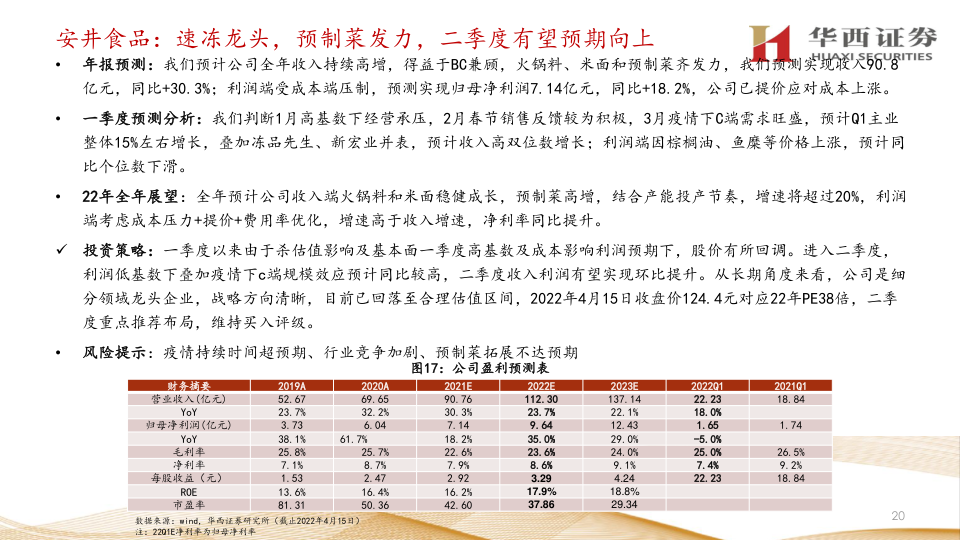 安井食品：速冻龙头，预制菜发力，二季度有望预期向上
华西证券
HUAXI SECURITIES
• 年报预测：我们预计公司全年收入持续高增，得益于BC兼顾，火锅料、米面和预制菜齐发力，我们预测实现收入90.8
亿元，同比+30.3%；利润端受成本端压制，预测实现归母净利润7.14亿元，同比+18.2%，公司已提价应对成本上涨。
• 一季度预测分析：我们判断1月高基数下经营承压，2月春节销售反馈较为积极，3月疫情下C端需求旺盛，预计Q1主业
整体15%左右增长，叠加冻品先生、新宏业并表，预计收入高双位数增长；利润端因棕榈油、鱼糜等价格上涨，预计同
比个位数下滑。
• 22年全年展望：全年预计公司收入端火锅料和米面稳健成长，预制菜高增，结合产能投产节奏，增速将超过20%，利润
端考虑成本压力+提价+费用率优化，增速高于收入增速，净利率同比提升。
✓ 投资策略：一季度以来由于杀估值影响及基本面一季度高基数及成本影响利润预期下，股价有所回调。进入二季度，
利润低基数下叠加疫情下c端规模效应预计同比较高，二季度收入利润有望实现环比提升。从长期角度来看，公司是细
分领域龙头企业，战略方向清晰，目前已回落至合理估值区间，2022年4月15日收盘价124.4元对应22年PE38倍，二季
度重点推荐布局，维持买入评级。
• 风险提示：疫情持续时间超预期、行业竞争加剧、预制菜拓展不达预期
图17：公司盈利预测表
财务摘要 2019A 2020A 2021E 2022E 2023E 2022Q1 2021Q1
营业收入(亿元) 52.67 69.65 90.76 112.30 137.14 22.23 18.84
YoY 23.7% 32.2% 30.3% 23.7% 22.1% 18.0%
归母净利润(亿元) 3.73 6.04 7.14 9.64 12.43 1.65 1.74
YoY 38.1% 61.7% 18.2% 35.0% 29.0% -5.0%
毛利率 25.8% 25.7% 22.6% 23.6% 24.0% 25.0% 26.5%
净利率 7.1% 8.7% 7.9% 8.6% 9.1% 7.4% 9.2%
每股收益（元） 1.53 2.47 2.92 3.29 4.24 22.23 18.84
ROE 13.6% 16.4% 16.2% 17.9% 18.8%
市盈率 81.31 50.36 42.60 37.86 29.34
数据来源：wind，华西证券研究所（截止2022年4月15日）
注：22Q1E净利率为归母净利率
20